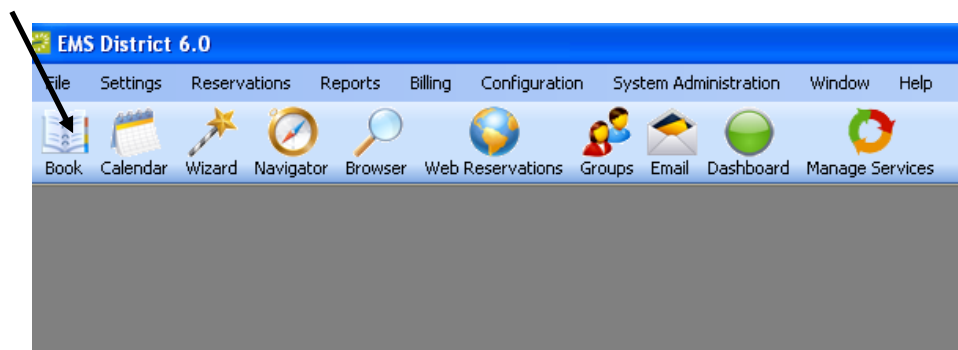 EMS District 6.0
File Settings Reservations Reports Billing Configuration System Administration Window Help
Book Calendar Wizard Navigator Browser Web Reservations Groups Email Dashboard Manage Services